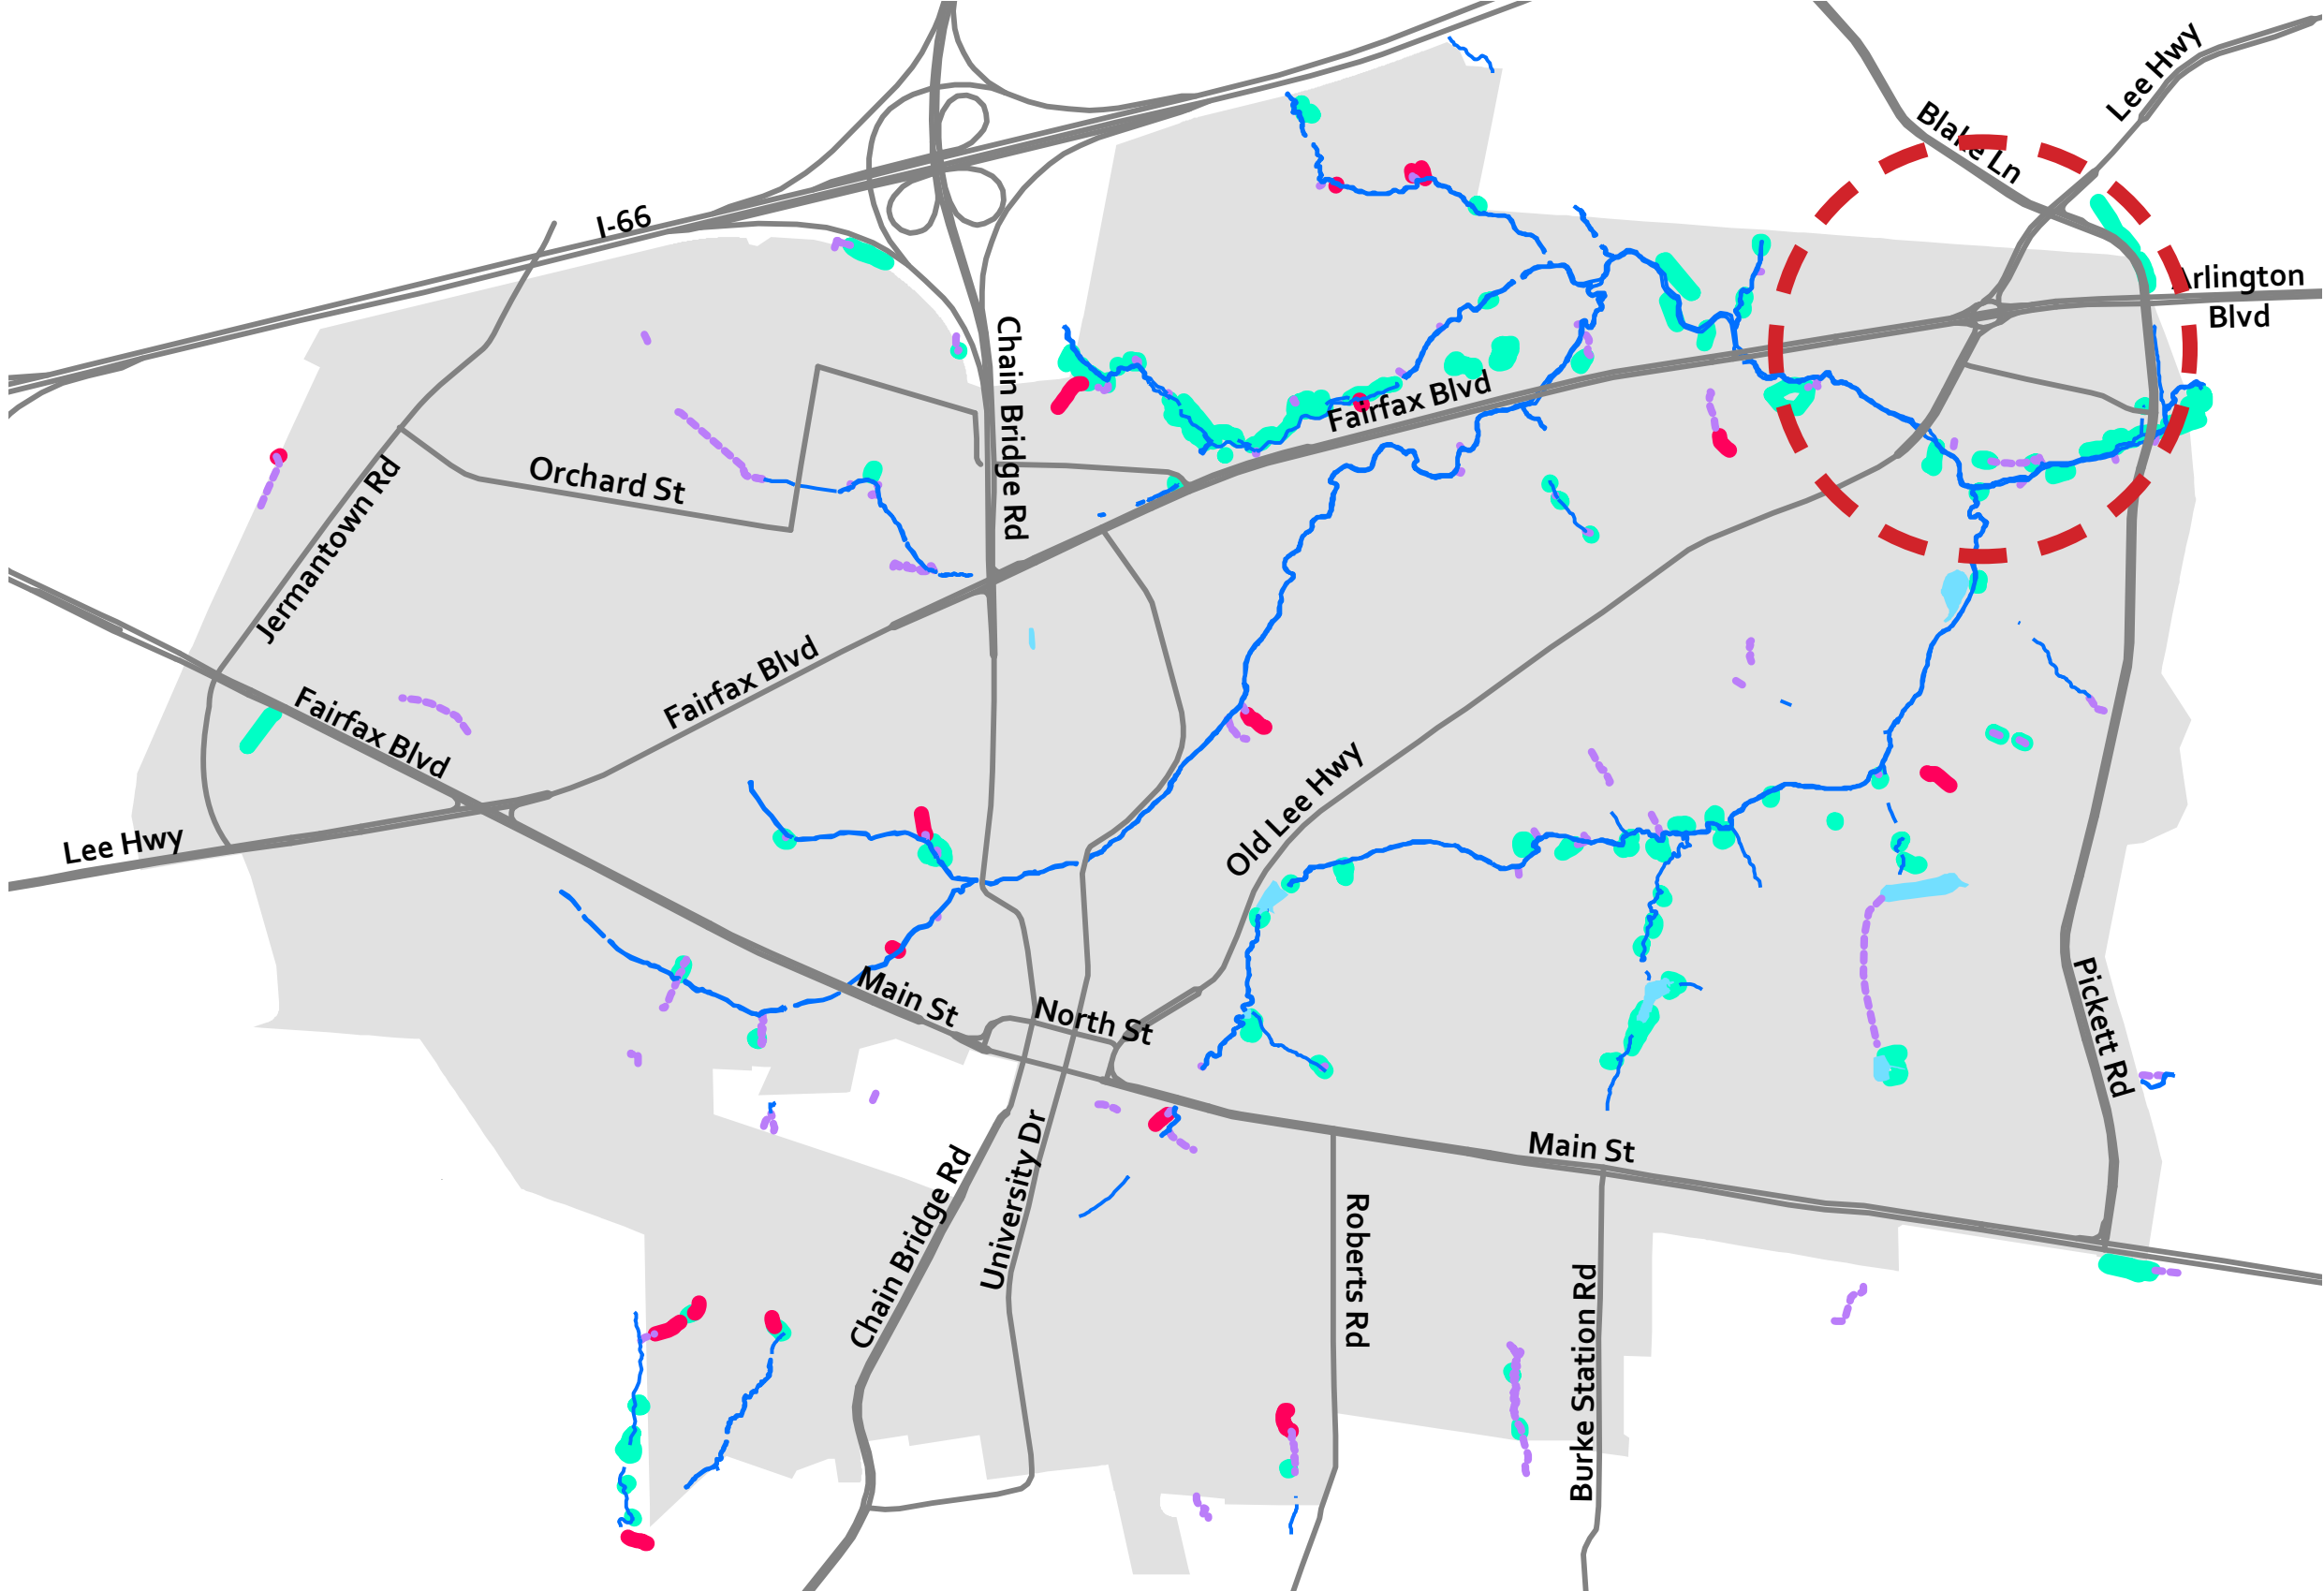 Lee Hwy
Blake Ln
I-66
Arlington
Blvd
Chain Bridge Rd
Fairfax Blvd
Orchard St
Jermantown Rd
Fairfax Blvd
Fairfax Blvd
Old Lee Hwy
Lee Hwy
Main St
North St
Pickett Rd
Main St
Chain Bridge Rd
University Dr
Roberts Rd
Burke Station Rd